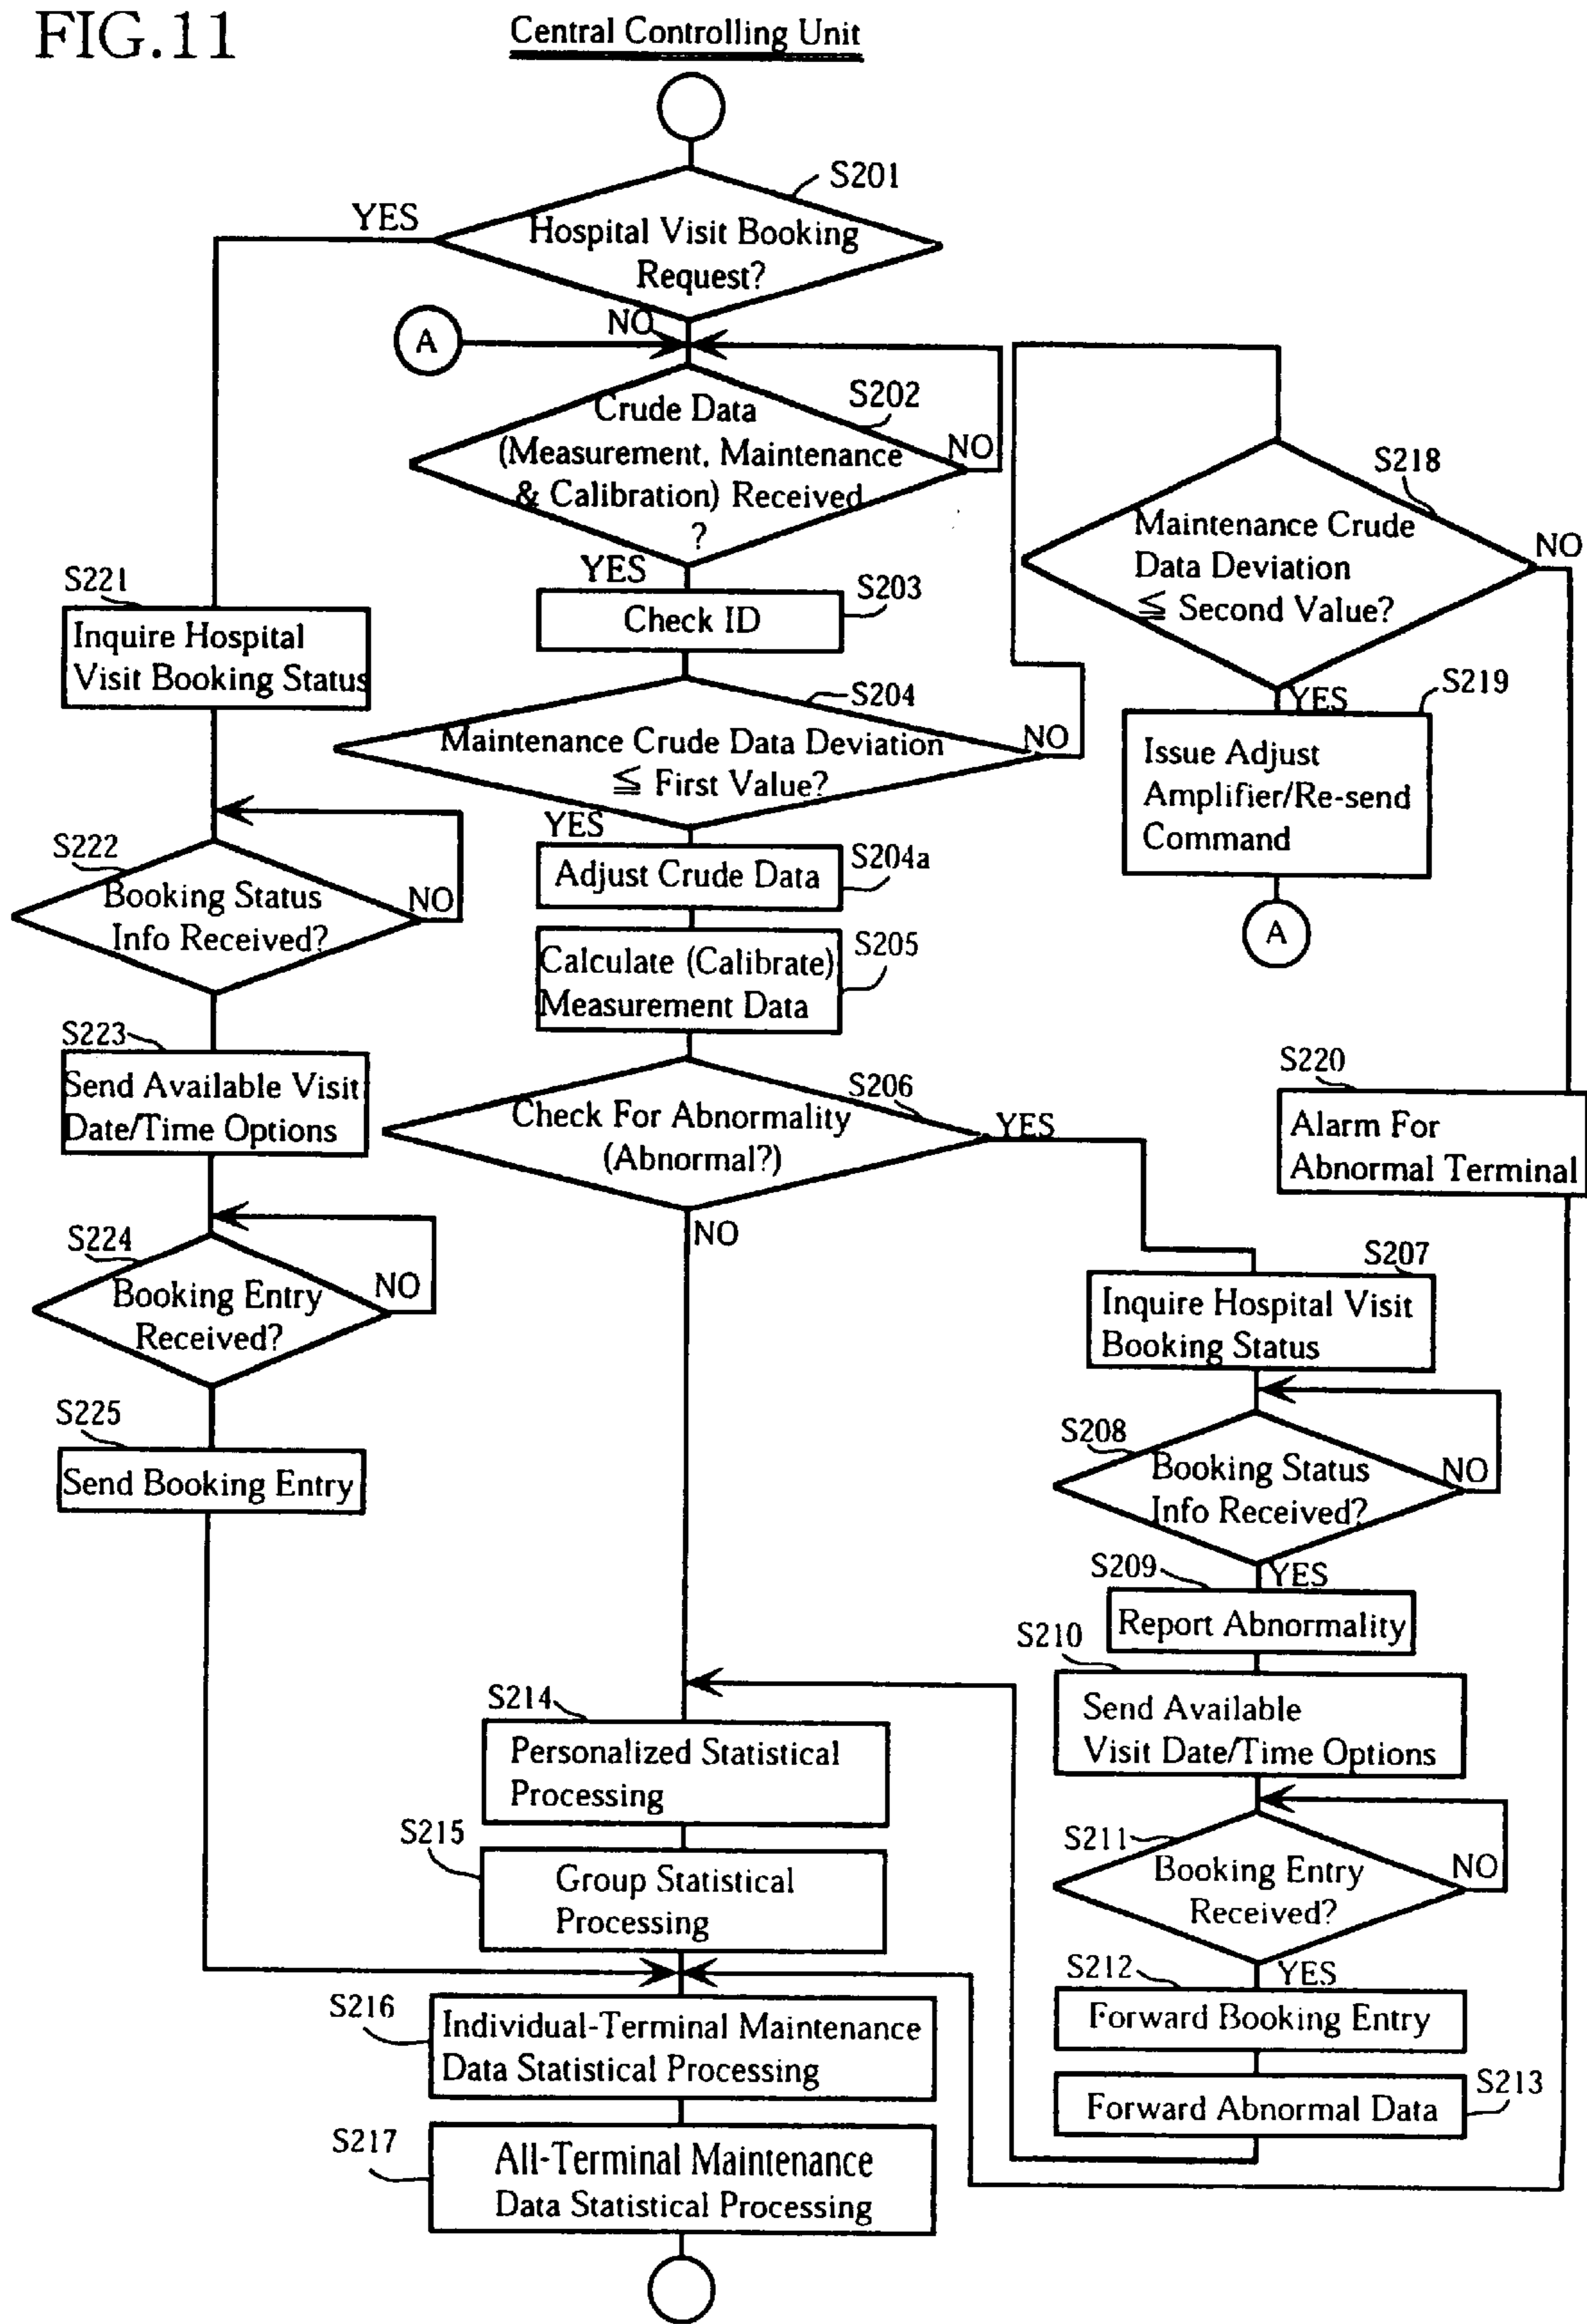 FIG.11
Central Controlling Unit
S201
YES
Hospital Visit Booking
Request?
NO
A
S202
Crude Data
(Measurement, Maintenance
& Calibration) Received
?
NO
YES
S203
Check ID
S204
Maintenance Crude Data Deviation
≦ First Value?
NO
YES
S204a
Adjust Crude Data
S205
Calculate (Calibrate)
Measurement Data
S206
Check For Abnormality
(Abnormal?)
YES
NO
S218
Maintenance Crude
Data Deviation
≦ Second Value?
NO
YES
S219
Issue Adjust
Amplifier/Re-send
Command
A
S220
Alarm For
Abnormal Terminal
S221
Inquire Hospital
Visit Booking Status
S222
Booking Status
Info Received?
NO
S223
Send Available Visit
Date/Time Options
S224
Booking Entry
Received?
NO
S225
Send Booking Entry
S207
Inquire Hospital Visit
Booking Status
S208
Booking Status
Info Received?
NO
YES
S209
Report Abnormality
S210
Send Available
Visit Date/Time Options
S211
Booking Entry
Received?
NO
YES
S212
Forward Booking Entry
S213
Forward Abnormal Data
S214
Personalized Statistical
Processing
S215
Group Statistical
Processing
S216
Individual-Terminal Maintenance
Data Statistical Processing
S217
All-Terminal Maintenance
Data Statistical Processing